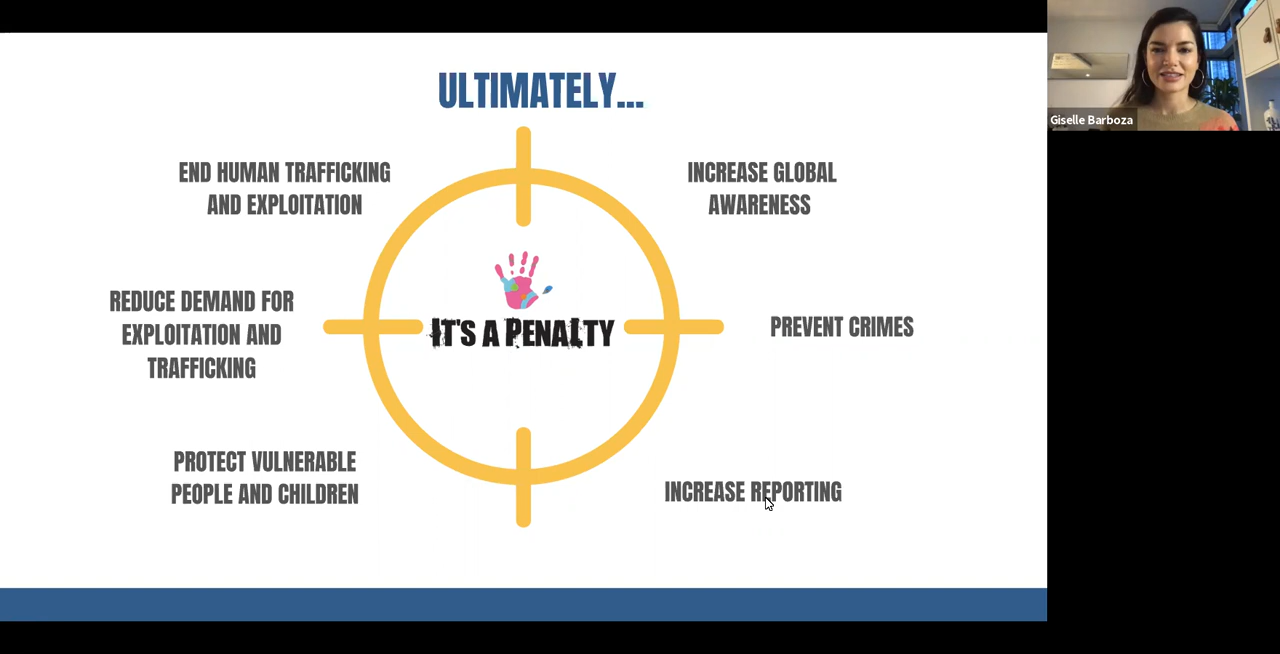 ULTIMATELY...
END HUMAN TRAFFICKING
AND EXPLOITATION
INCREASE GLOBAL
AWARENESS
REDUCE DEMAND FOR
EXPLOITATION AND
TRAFFICKING
IT'S A PENALTY
PREVENT CRIMES
PROTECT VULNERABLE
PEOPLE AND CHILDREN
INCREASE REPORTING
Giselle Barboza